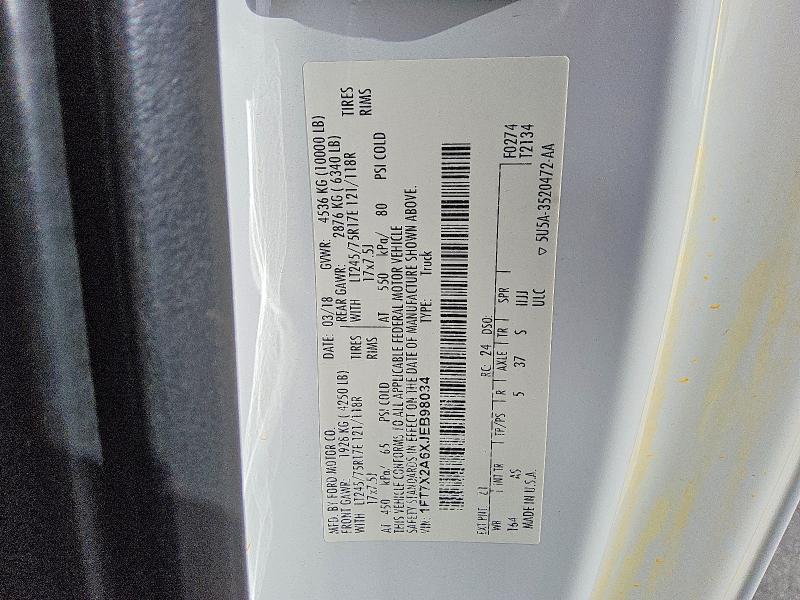 MFD. BY FORD MOTOR CO.
DATE: 03/18 GVWR: 4536 KG (10000 LB)
FRONT GAWR: 1926 KG ( 4250 LB) REAR GAWR: 2876 KG ( 6340 LB)
WITH LT245/75R17E 121/118R TIRES WITH LT245/75R17E 121/118R TIRES
17x7.5J RIMS 17x7.5J RIMS
AT 450 kPa/ 65 PSI COLD AT 550 kPa/ 80 PSI COLD
THIS VEHICLE CONFORMS TO ALL APPLICABLE FEDERAL MOTOR VEHICLE
SAFETY STANDARDS IN EFFECT ON THE DATE OF MANUFACTURE SHOWN ABOVE.
VIN: 1FT7X2A6XJEB98034 TYPE: Truck
F0274
T2134
EXT PNT: Z1 RC: 24 DSO:
WB INT TR TP/PS R AXLE TR SPR
164 AS 5 37 S IIJJ
MADE IN U.S.A. ULC
5U5A-3520472-AA